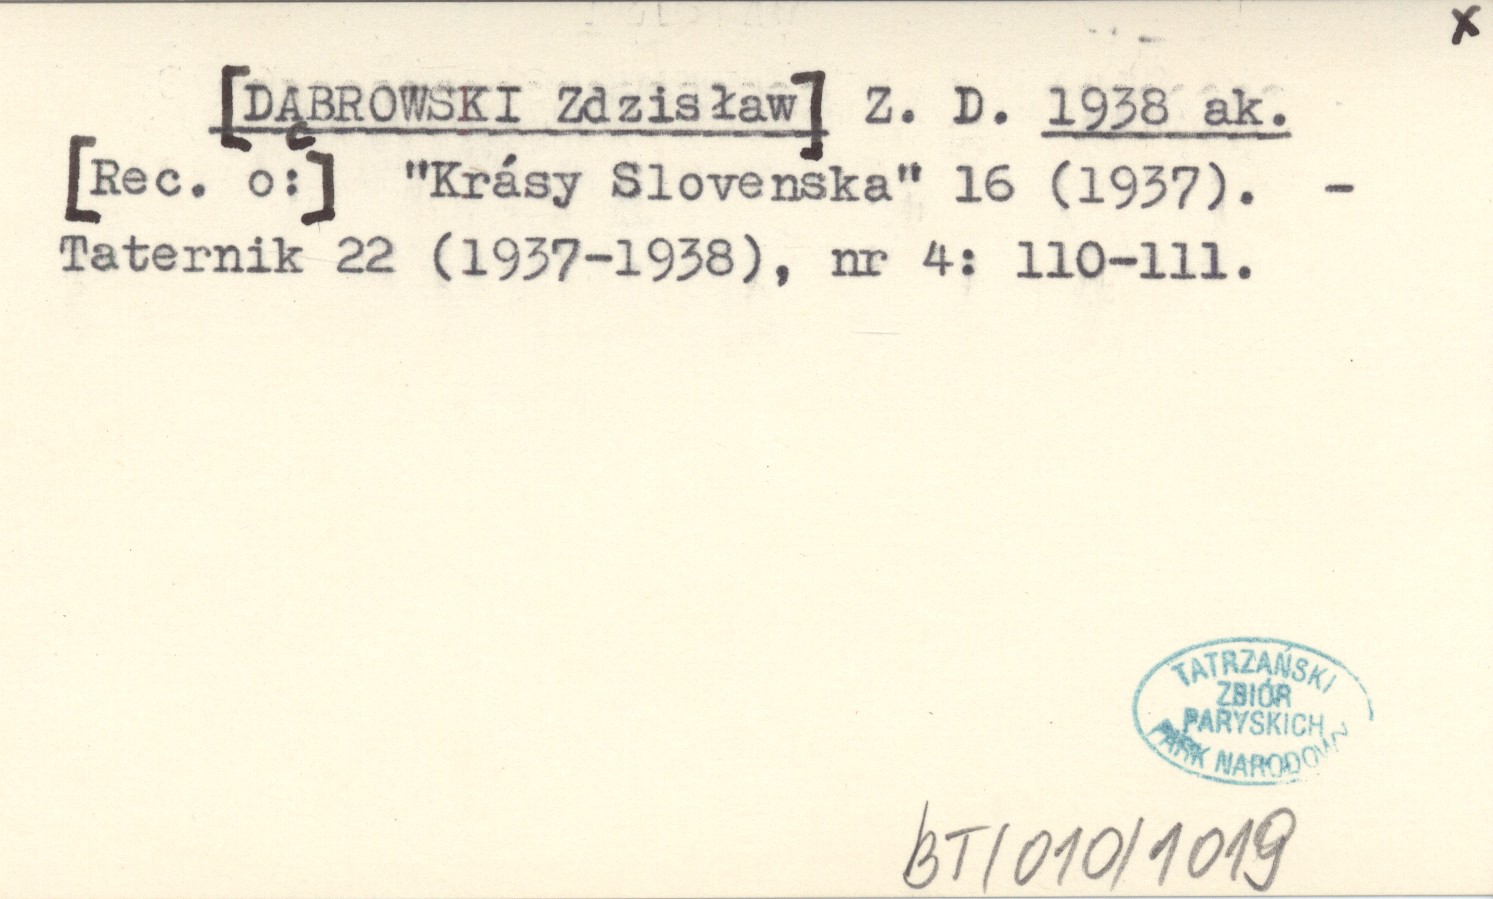 x
[DĄBROWSKI Zdzisław] Z. D. 1938 ak.
[Rec. o:] "Krásy Slovenska" 16 (1937). -
Taternik 22 (1937-1938), nr 4: 110-111.
TATRZAŃSKI
ZBIÓR
PARYSKICH
PARK NARODOWY
BT/010/1019